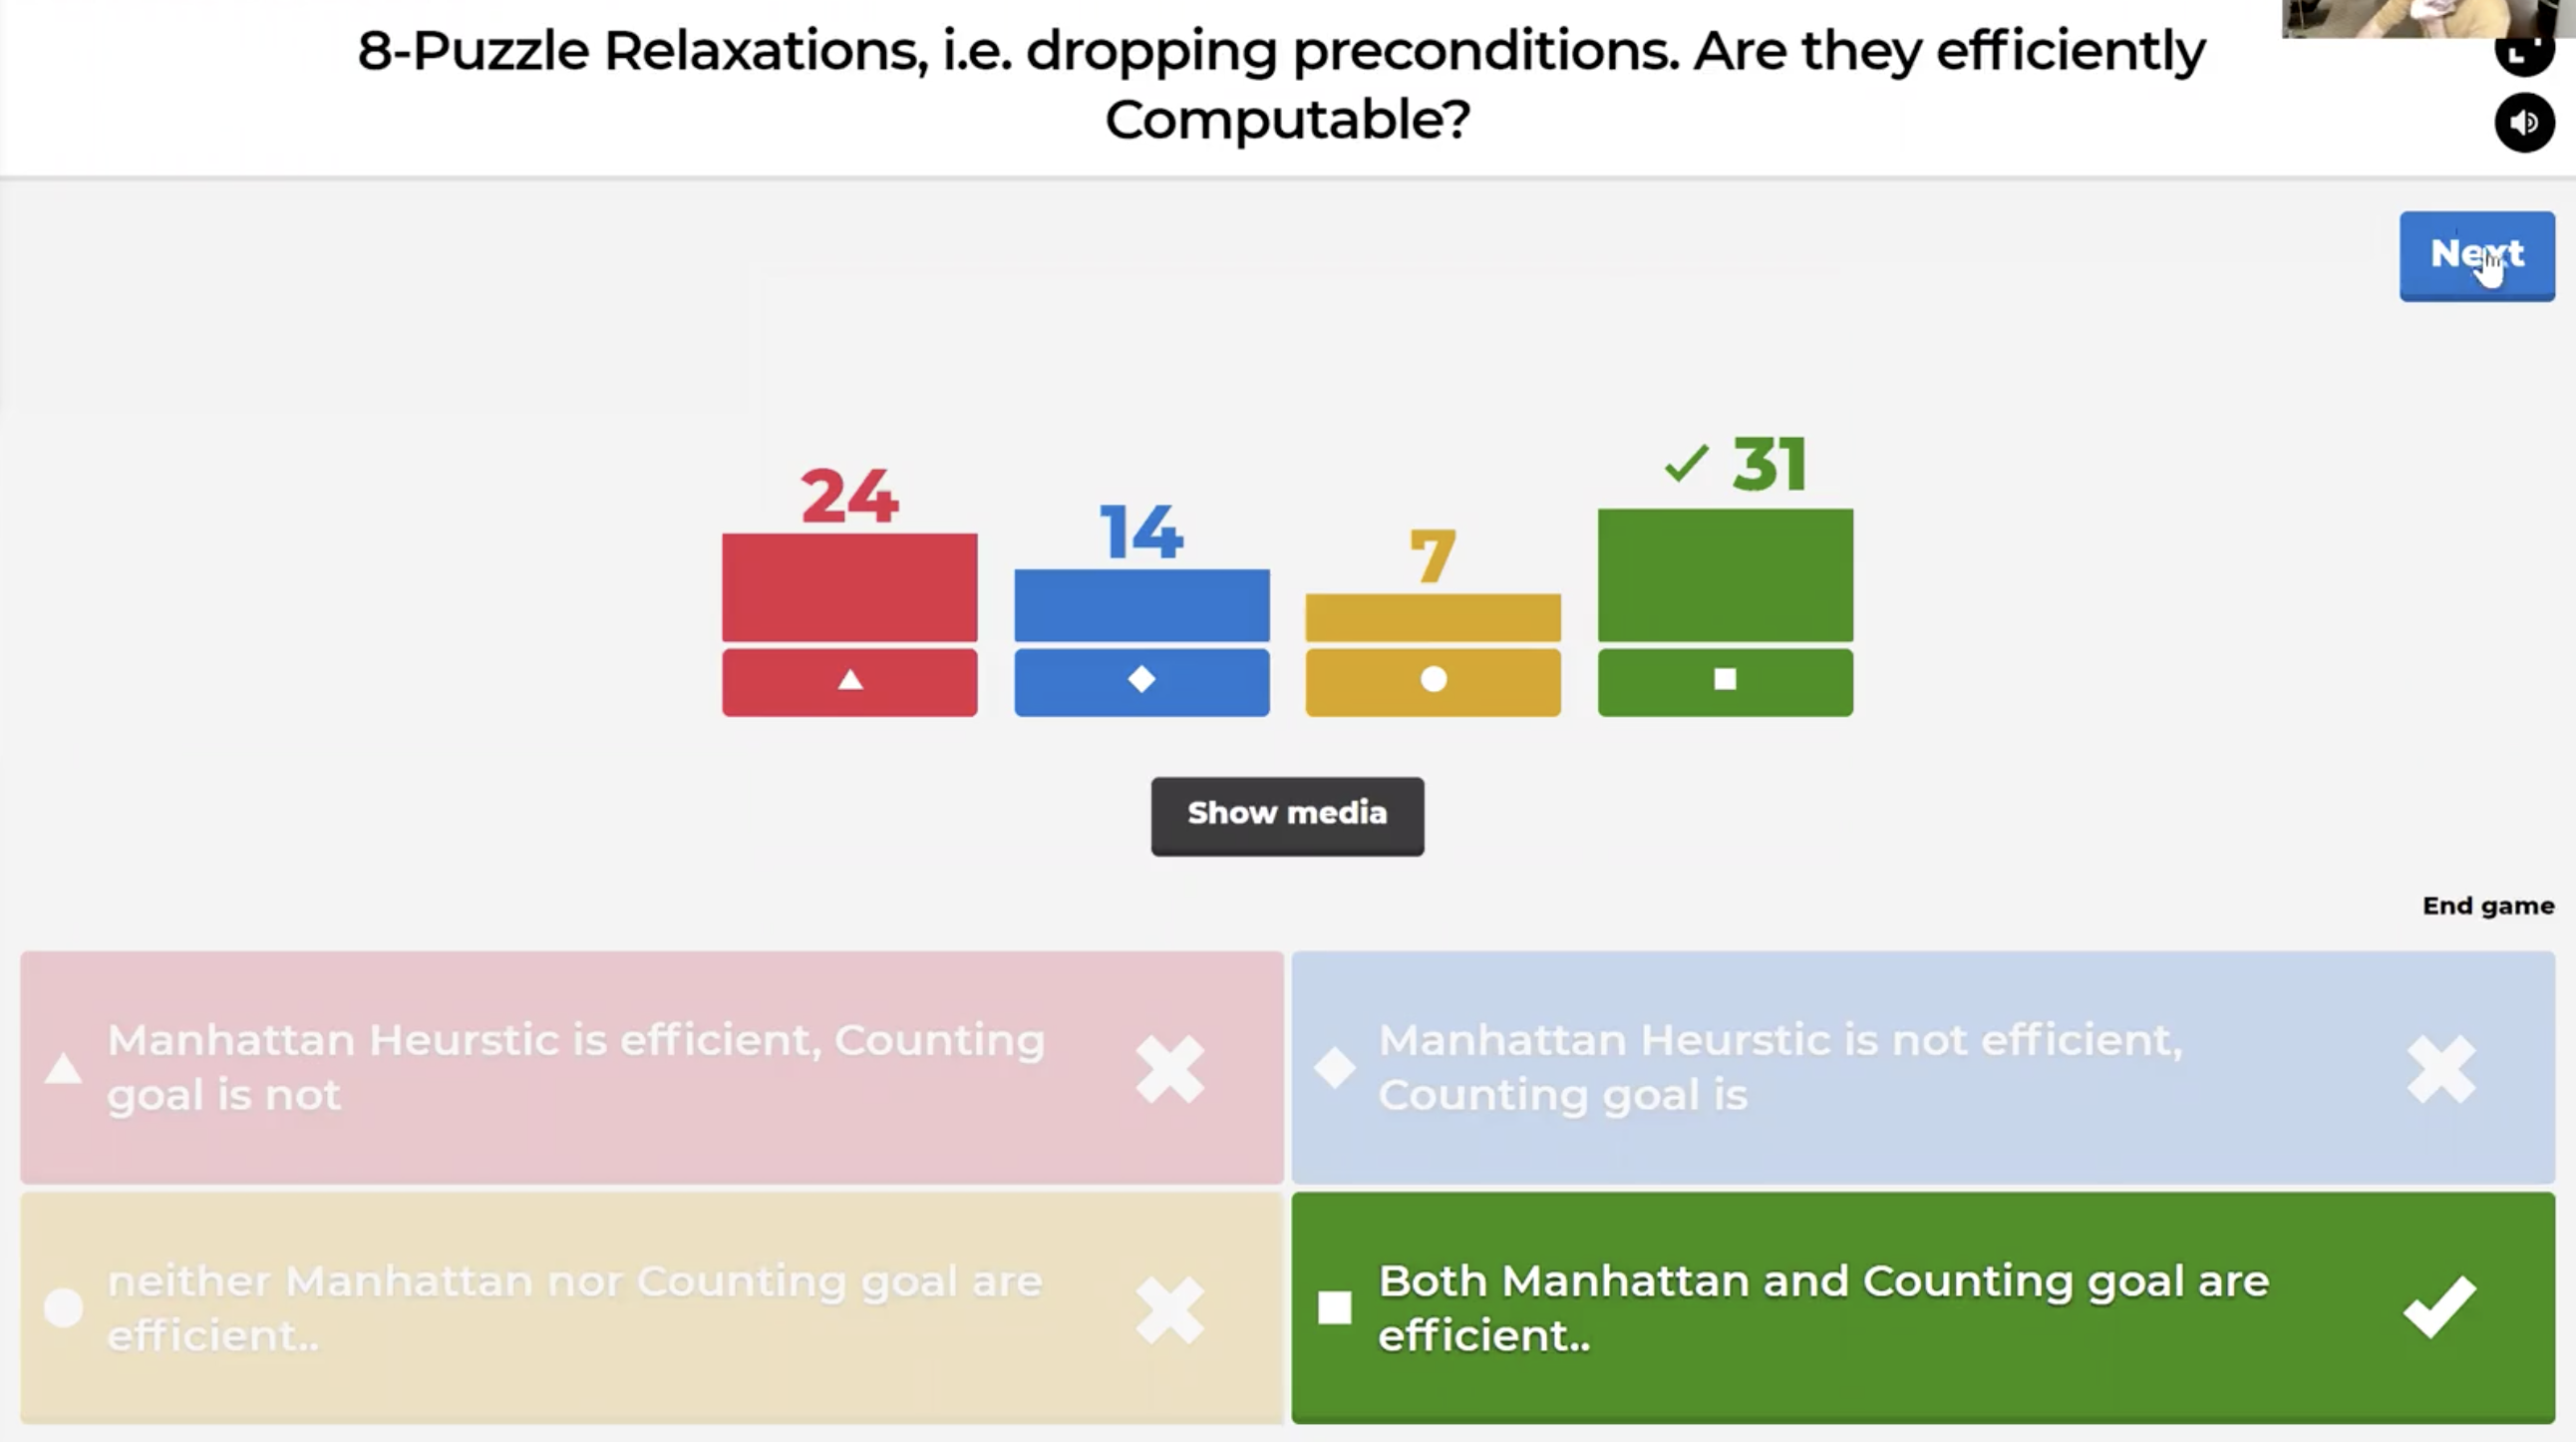 8-Puzzle Relaxations, i.e. dropping preconditions. Are they efficiently
Computable?
Next
24
14
7
31
Show media
End game
Manhattan Heurstic is efficient, Counting
goal is not
Manhattan Heurstic is not efficient,
Counting goal is
neither Manhattan nor Counting goal are
efficient..
Both Manhattan and Counting goal are
efficient..